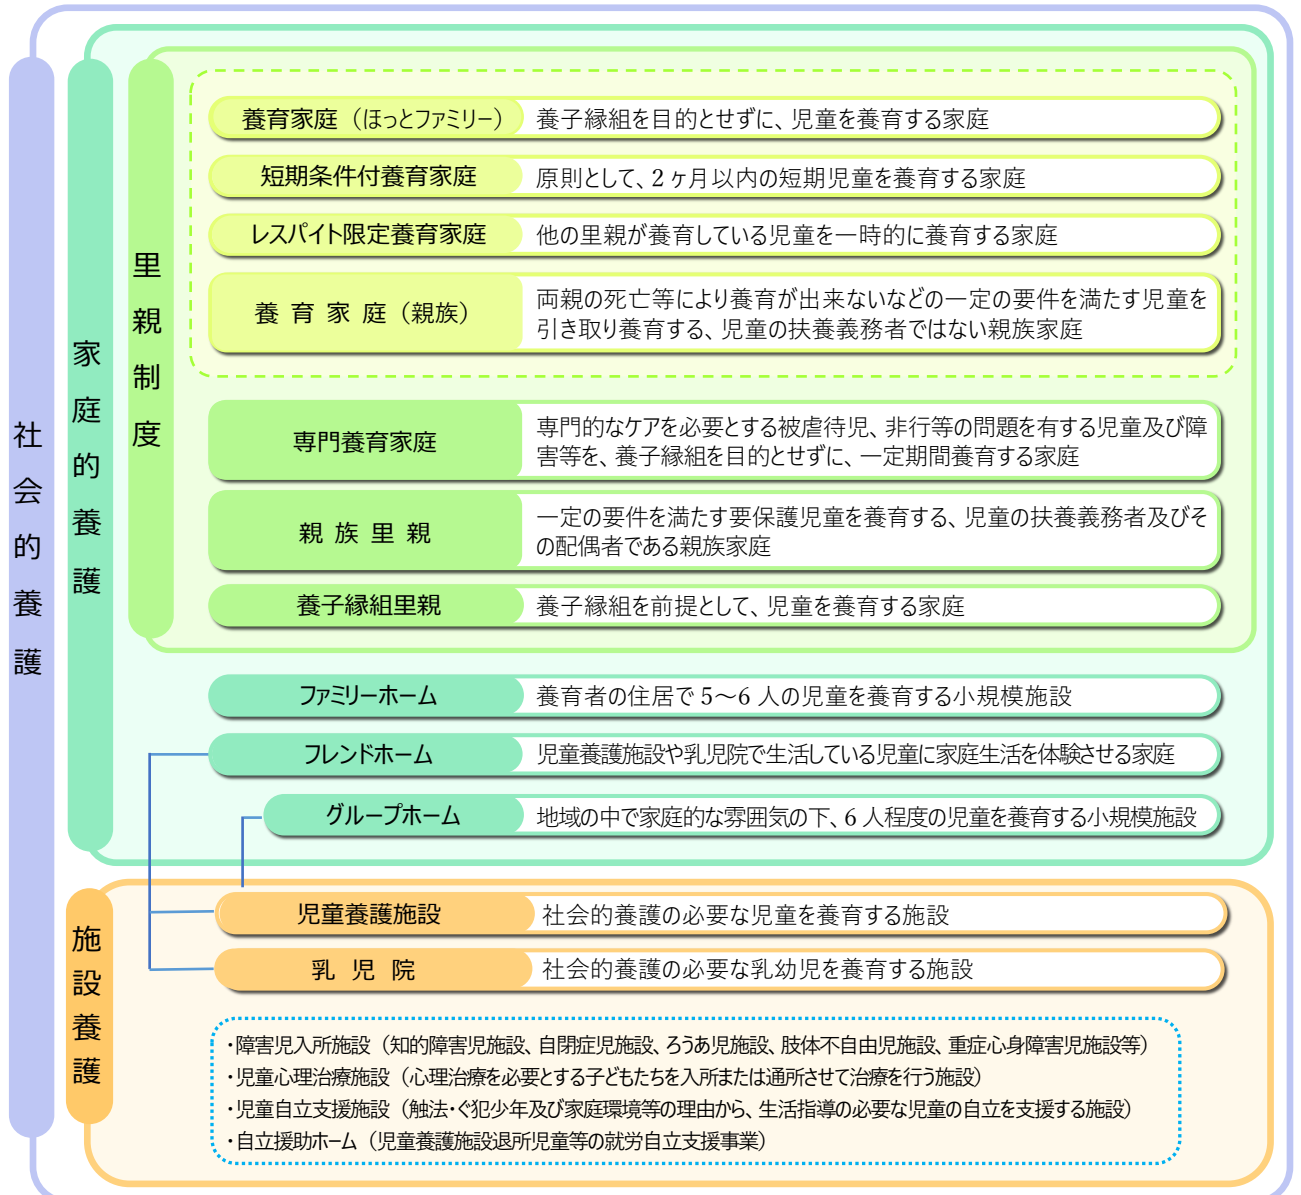 社会的養護
家庭的養護
里親制度
養育家庭（ほっとファミリー）
養子縁組を目的とせずに、児童を養育する家庭
短期条件付養育家庭
原則として、2ヶ月以内の短期児童を養育する家庭
レスパイト限定養育家庭
他の里親が養育している児童を一時的に養育する家庭
養育家庭（親族）
両親の死亡等により養育が出来ないなどの一定の要件を満たす児童を
引き取り養育する、児童の扶養義務者ではない親族家庭
専門養育家庭
専門的なケアを必要とする被虐待児、非行等の問題を有する児童及び障
害等を、養子縁組を目的とせずに、一定期間養育する家庭
親族里親
一定の要件を満たす要保護児童を養育する、児童の扶養義務者及びそ
の配偶者である親族家庭
養子縁組里親
養子縁組を前提として、児童を養育する家庭
ファミリーホーム
養育者の住居で5～6人の児童を養育する小規模施設
フレンドホーム
児童養護施設や乳児院で生活している児童に家庭生活を体験させる家庭
グループホーム
地域の中で家庭的な雰囲気の下、6人程度の児童を養育する小規模施設
施設養護
児童養護施設
社会的養護の必要な児童を養育する施設
乳児院
社会的養護の必要な乳幼児を養育する施設
・障害児入所施設（知的障害児施設、自閉症児施設、ろうあ児施設、肢体不自由児施設、重症心身障害児施設等）
・児童心理治療施設（心理治療を必要とする子どもたちを入所または通所させて治療を行う施設）
・児童自立支援施設（触法・ぐ犯少年及び家庭環境等の理由から、生活指導の必要な児童の自立を支援する施設）
・自立援助ホーム（児童養護施設退所児童等の就労自立支援事業）